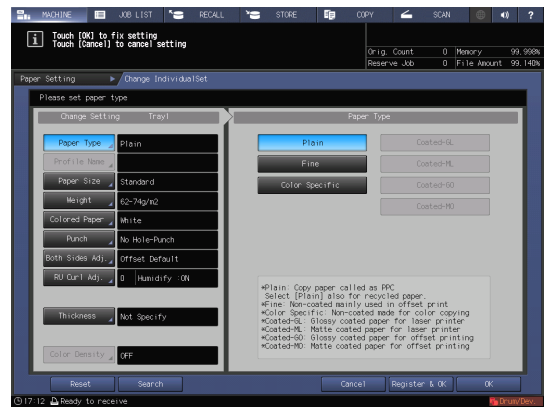 MACHINE JOB LIST RECALL STORE COPY SCAN ?
i Touch [OK] to fix setting
Touch [Cancel] to cancel setting
Orig. Count 0 Memory 99.998%
Reserve Job 0 File Amount 99.140%
Paper Setting Change IndividualSet
Please set paper type
Change Setting Tray1
Paper Type
Paper Type Plain
Profile Name
Paper Size Standard
Weight 62-74g/m2
Colored Paper White
Punch No Hole-Punch
Both Sides Adj. Offset Default
RU Curl Adj. 0 Humidify :ON
Thickness Not Specify
Color Density OFF
Plain Coated-GL
Fine Coated-ML
Color Specific Coated-GO
Coated-MO
*Plain: Copy paper called as PPC
Select [Plain] also for recycled paper.
*Fine: Non-coated mainly used in offset print
*Color Specific: Non-coated made for color copying
*Coated-GL: Glossy coated paper for laser printer
*Coated-ML: Matte coated paper for laser printer
*Coated-GO: Glossy coated paper for offset printing
*Coated-MO: Matte coated paper for offset printing
Reset Search Cancel Register & OK OK
17:12 Ready to receive Drum/Dev.